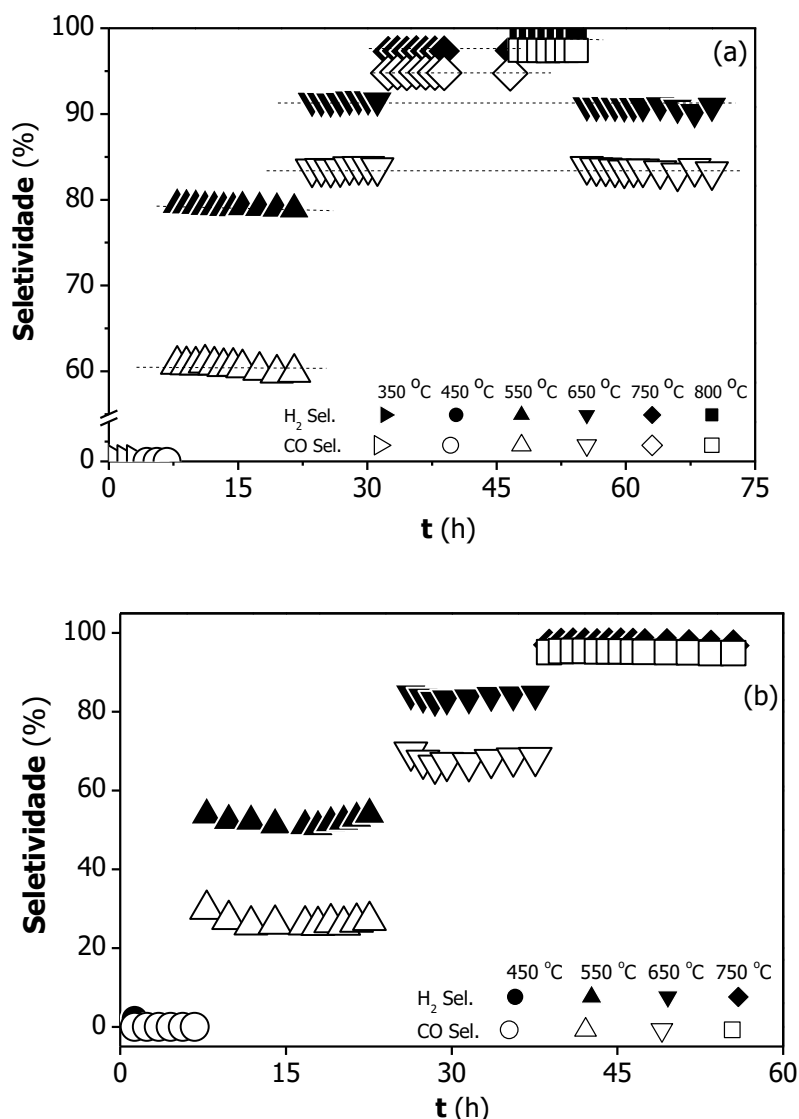 100
90
80
70
60
0
Seletividade (%)
(a)
350 °C 450 °C 550 °C 650 °C 750 °C 800 °C
H₂ Sel.
CO Sel.
0 15 30 45 60 75
t (h)
100
80
60
40
20
0
Seletividade (%)
(b)
450 °C 550 °C 650 °C 750 °C
H₂ Sel.
CO Sel.
0 15 30 45 60
t (h)